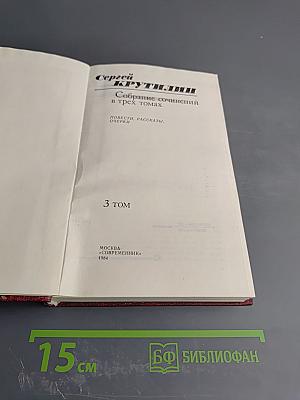 Сергей
КРУТИЛИН
Собрание сочинений
в трех томах
ПОВЕСТИ, РАССКАЗЫ,
ОЧЕРКИ
3 ТОМ
МОСКВА
«СОВРЕМЕННИК»
1984
15 СМ
БФ БИБЛИОФАН